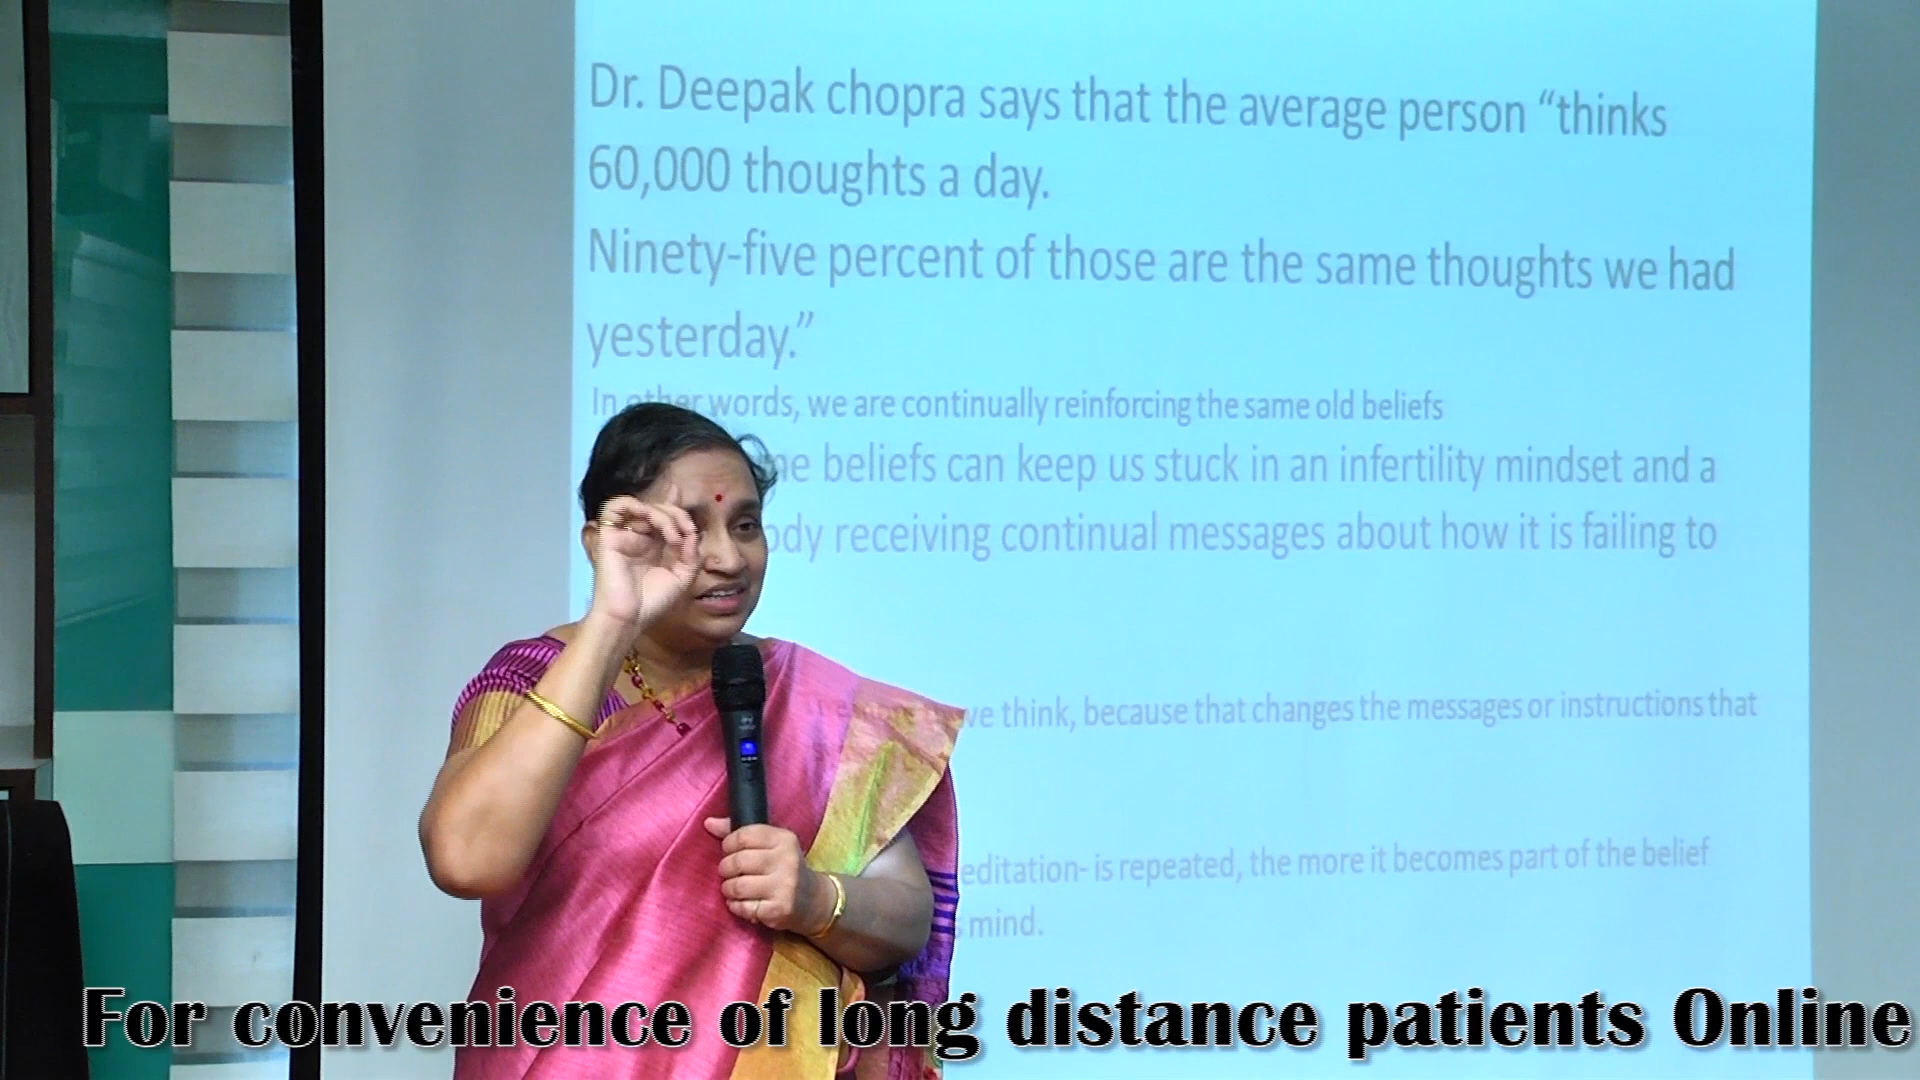 Dr. Deepak chopra says that the average person “thinks
60,000 thoughts a day.
Ninety-five percent of those are the same thoughts we had
yesterday.”
In other words, we are continually reinforcing the same old beliefs
beliefs can keep us stuck in an infertility mindset and a
receiving continual messages about how it is failing to
we think, because that changes the messages or instructions that
is repeated, the more it becomes part of the belief
mind.
For convenience of long distance patients Online